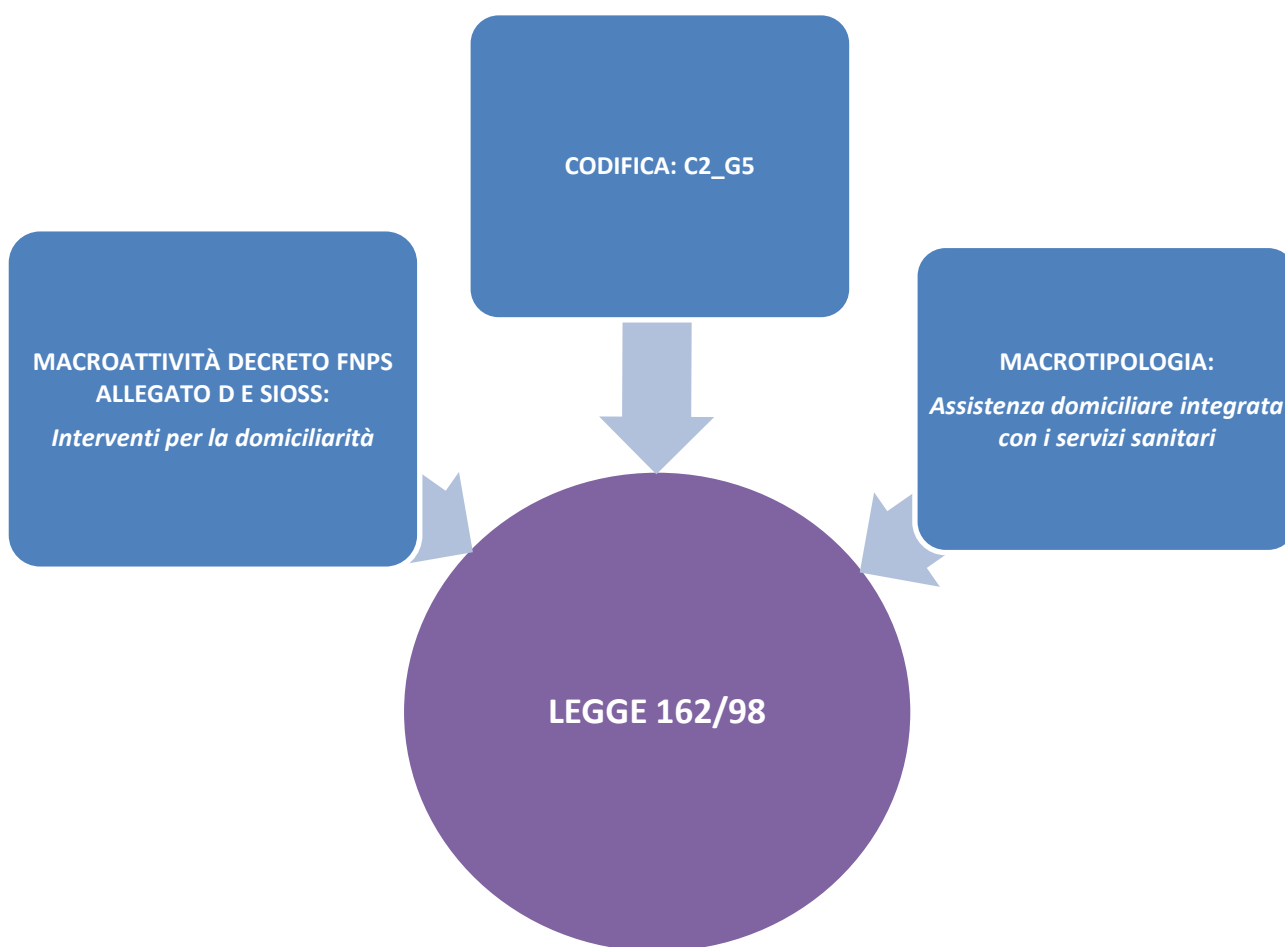 CODIFICA: C2_G5
MACROATTIVITÀ DECRETO FNPS
ALLEGATO D E SIOSS:
Interventi per la domiciliarità
MACROTIPOLOGIA:
Assistenza domiciliare integrata
con i servizi sanitari
LEGGE 162/98